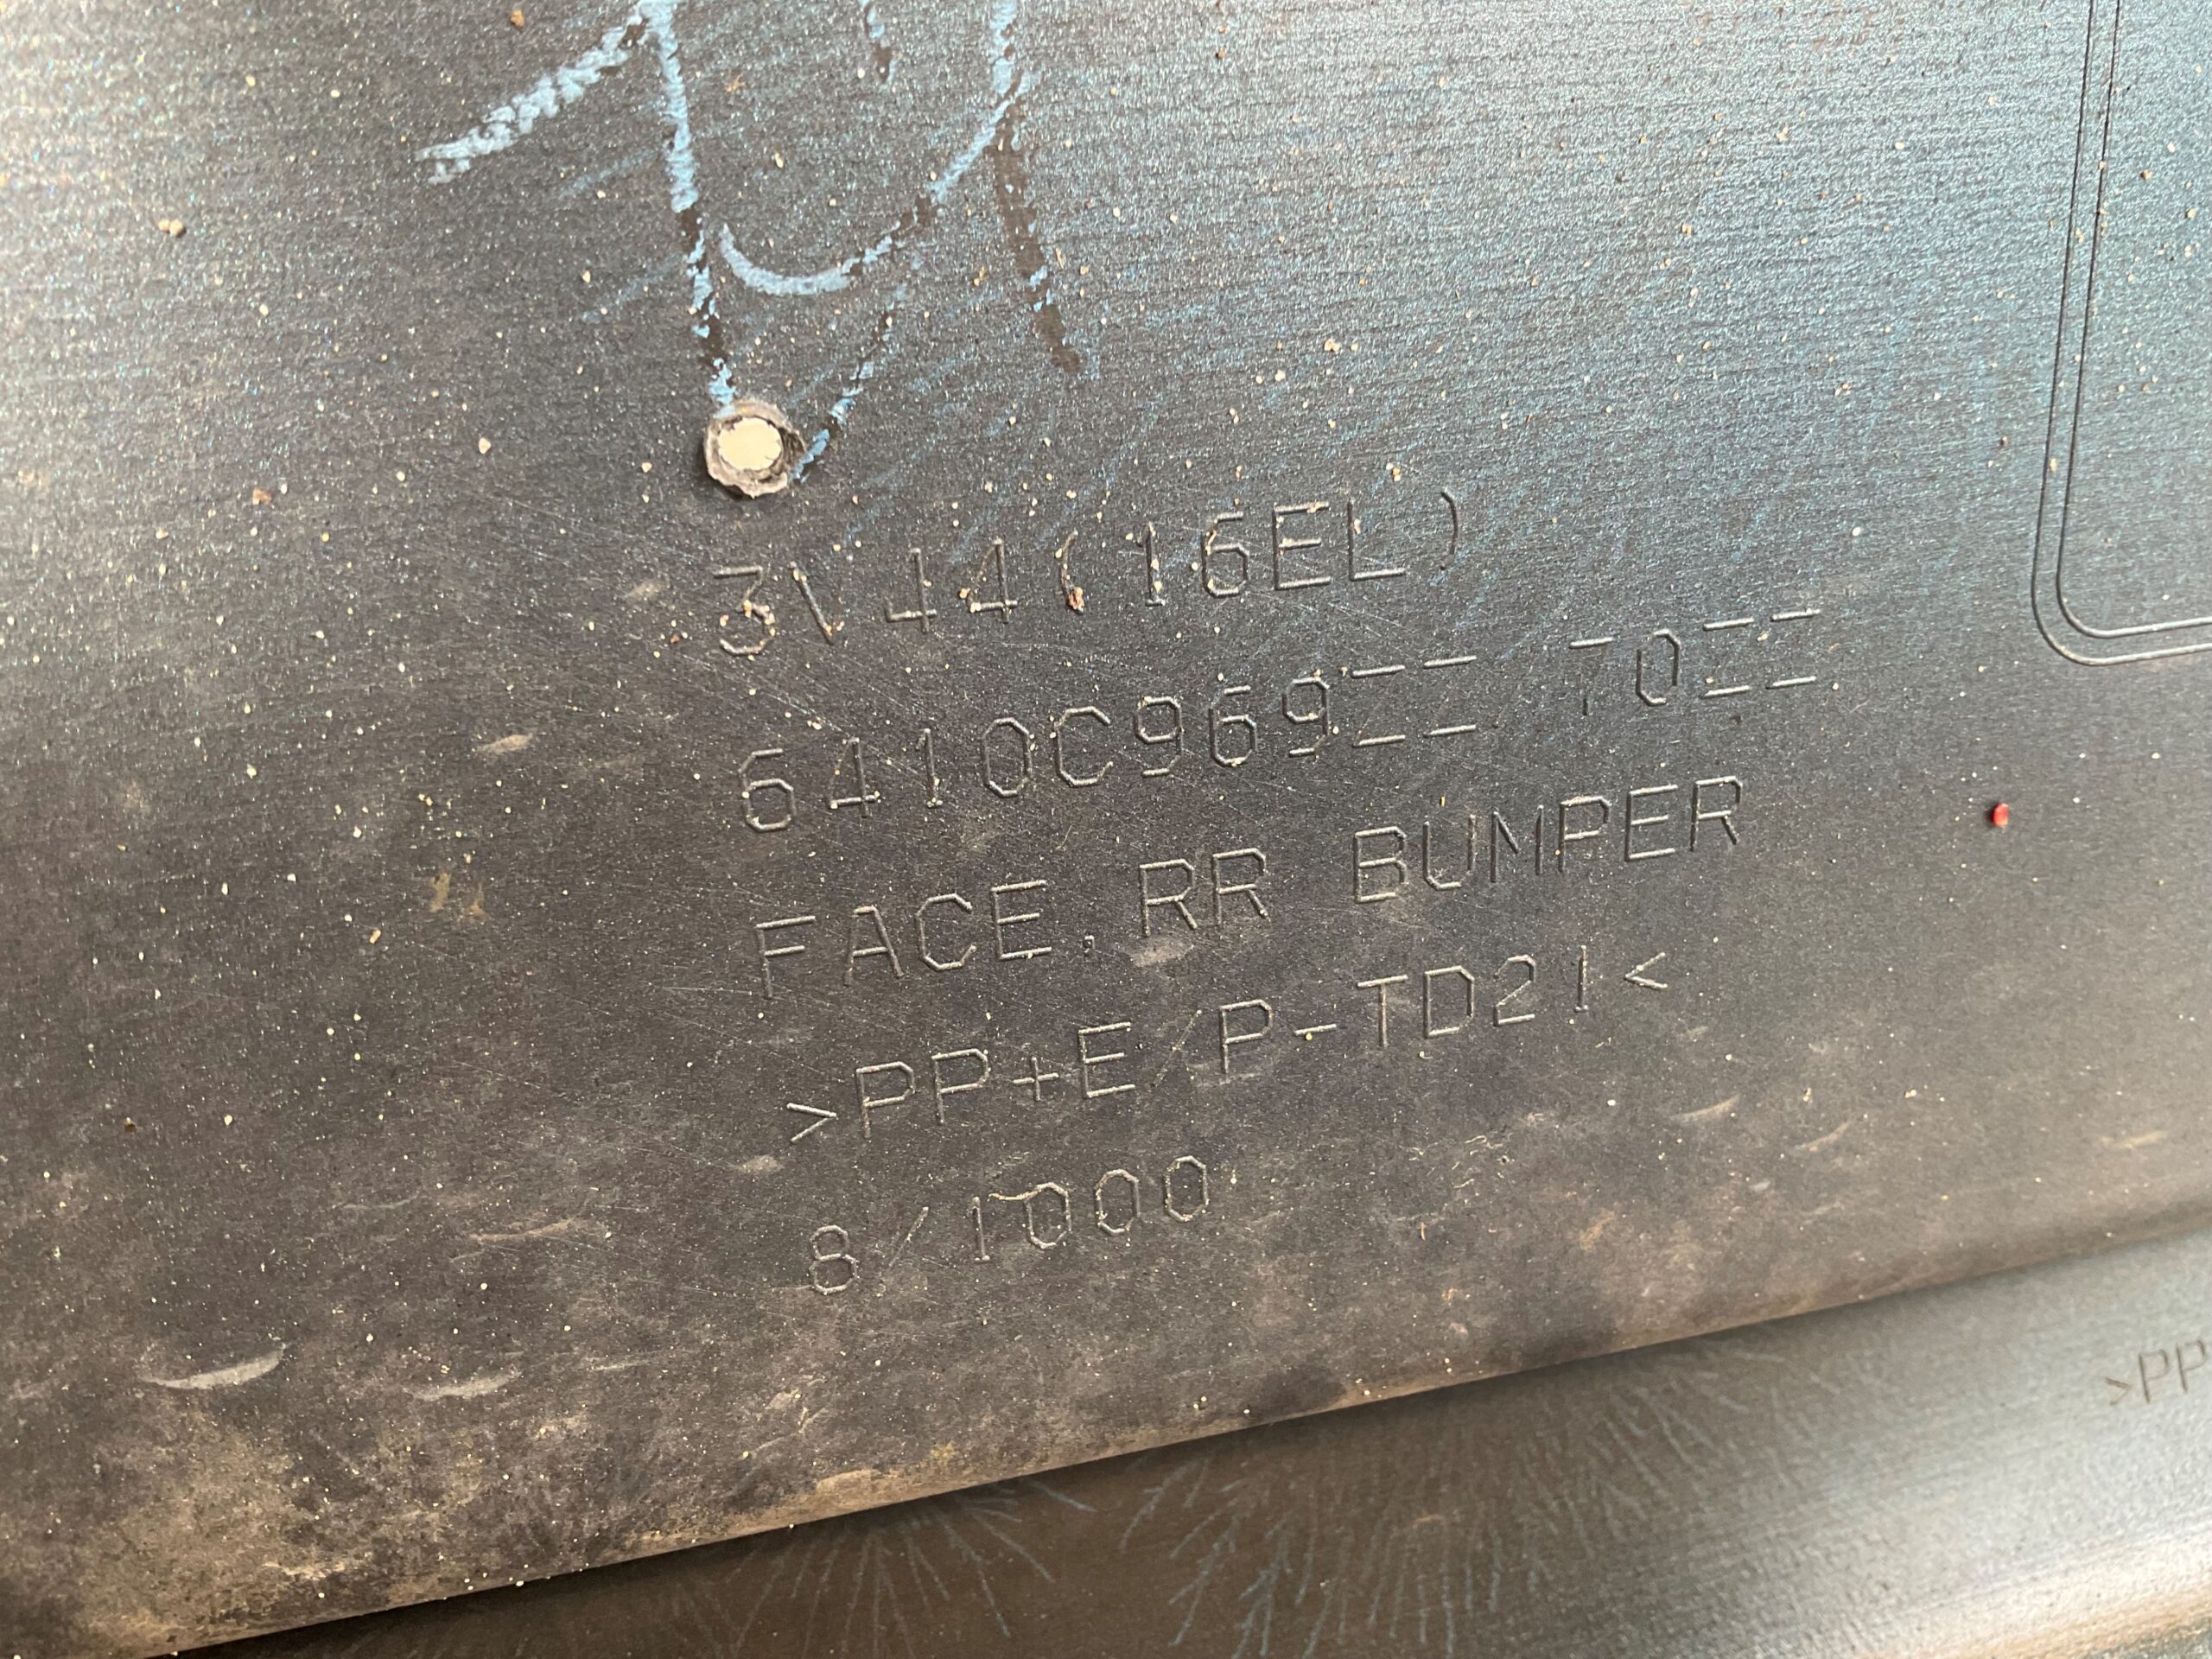 3V44(16EL)
6410C969ZZ, T0ZZ
FACE,RR BUMPER
>PP+E/P-TD21<
8/1000
>PP